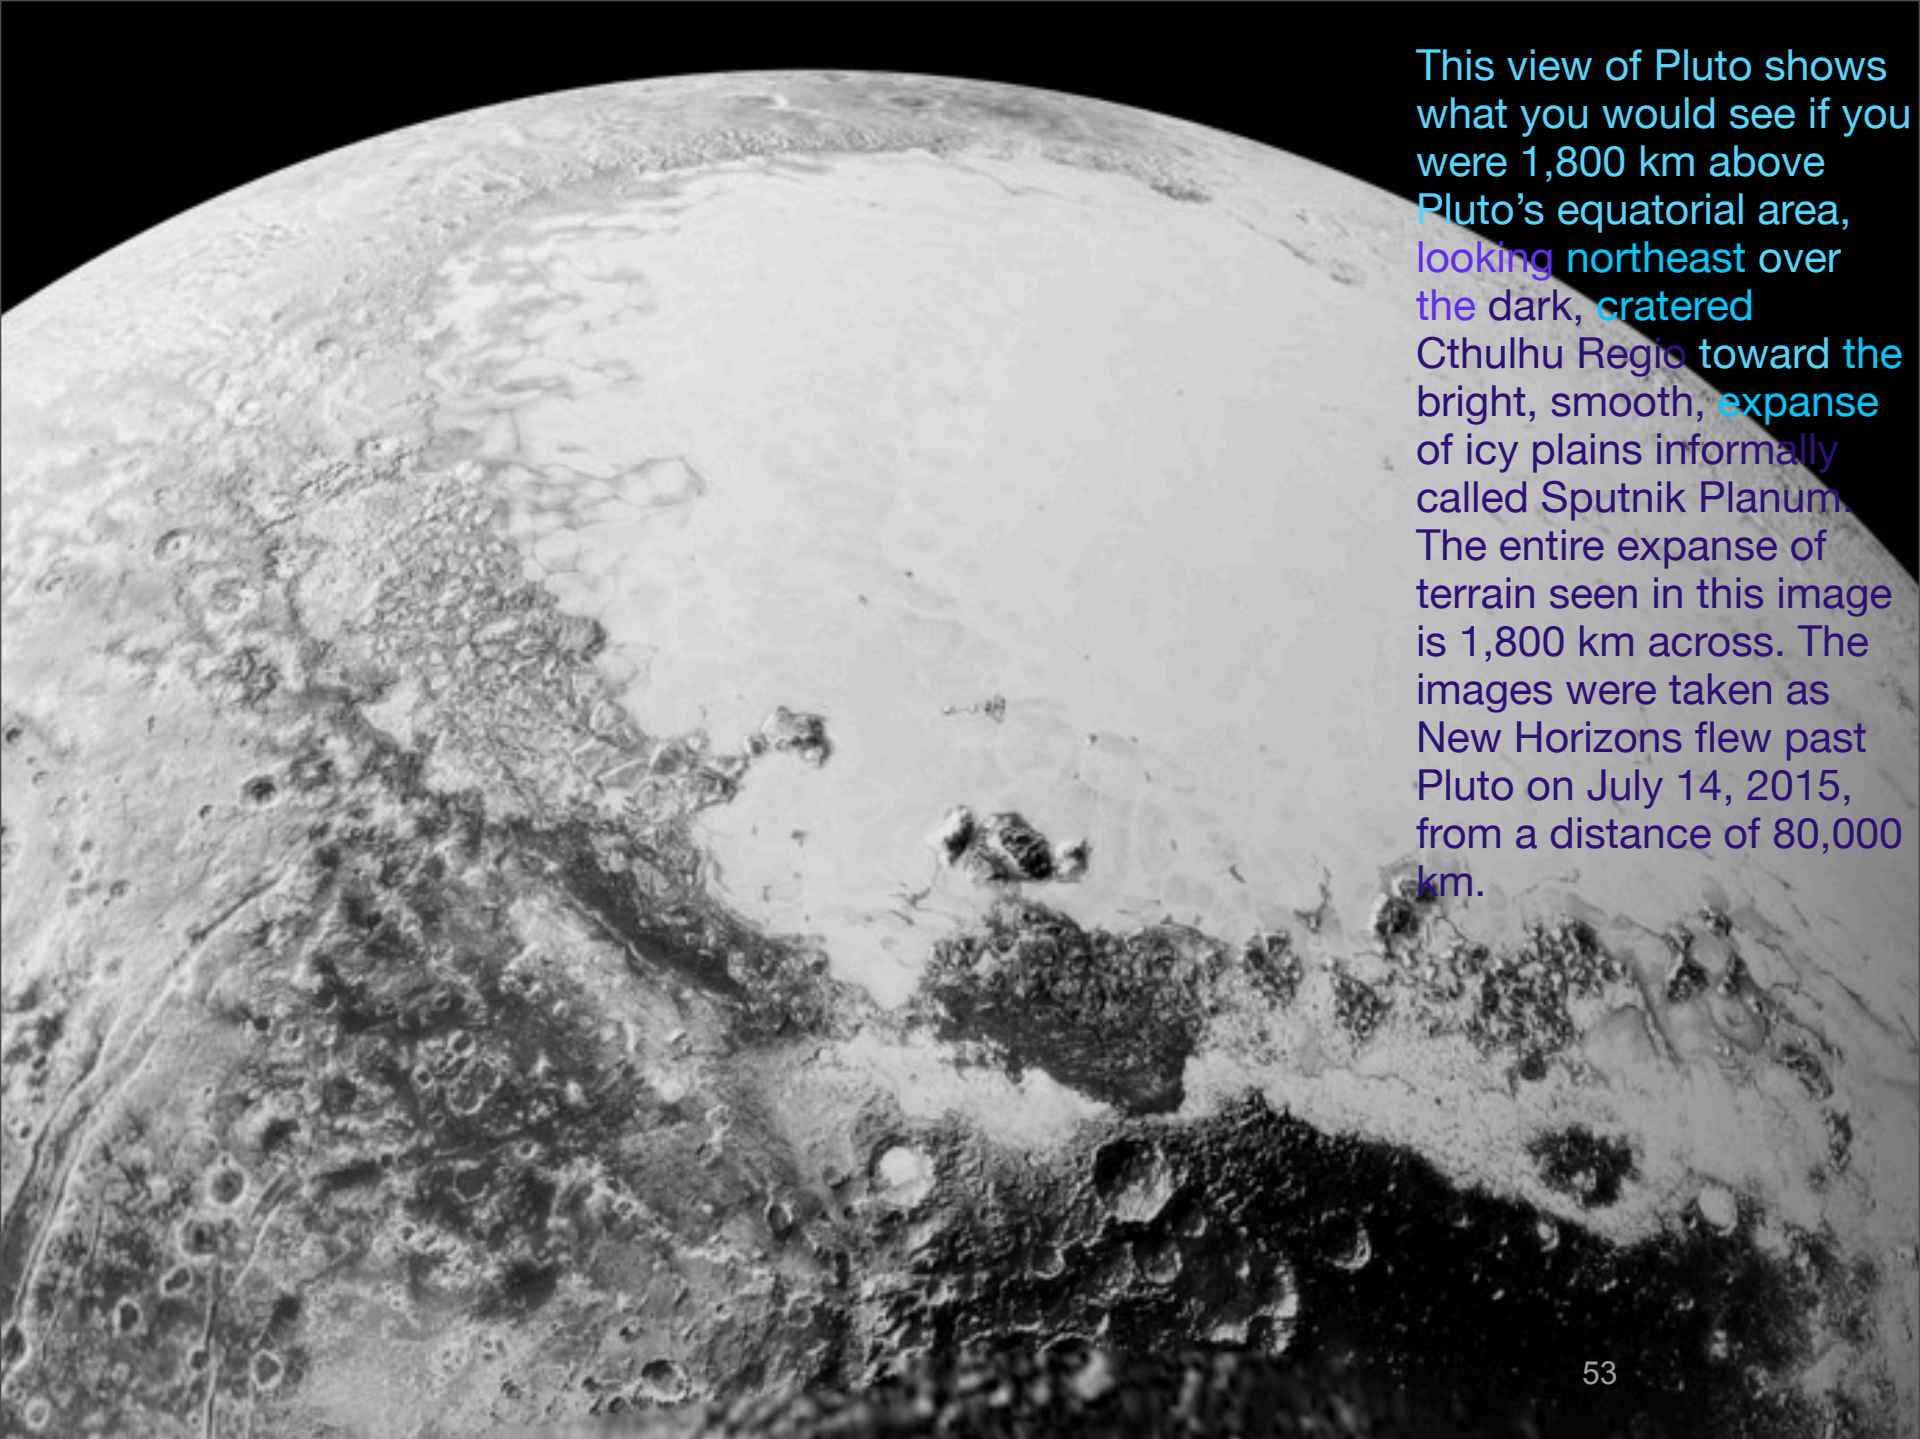 This view of Pluto shows
what you would see if you
were 1,800 km above
Pluto’s equatorial area,
looking northeast over
the dark, cratered
Cthulhu Regio toward the
bright, smooth, expanse
of icy plains informally
called Sputnik Planum.
The entire expanse of
terrain seen in this image
is 1,800 km across. The
images were taken as
New Horizons flew past
Pluto on July 14, 2015,
from a distance of 80,000
km.
53